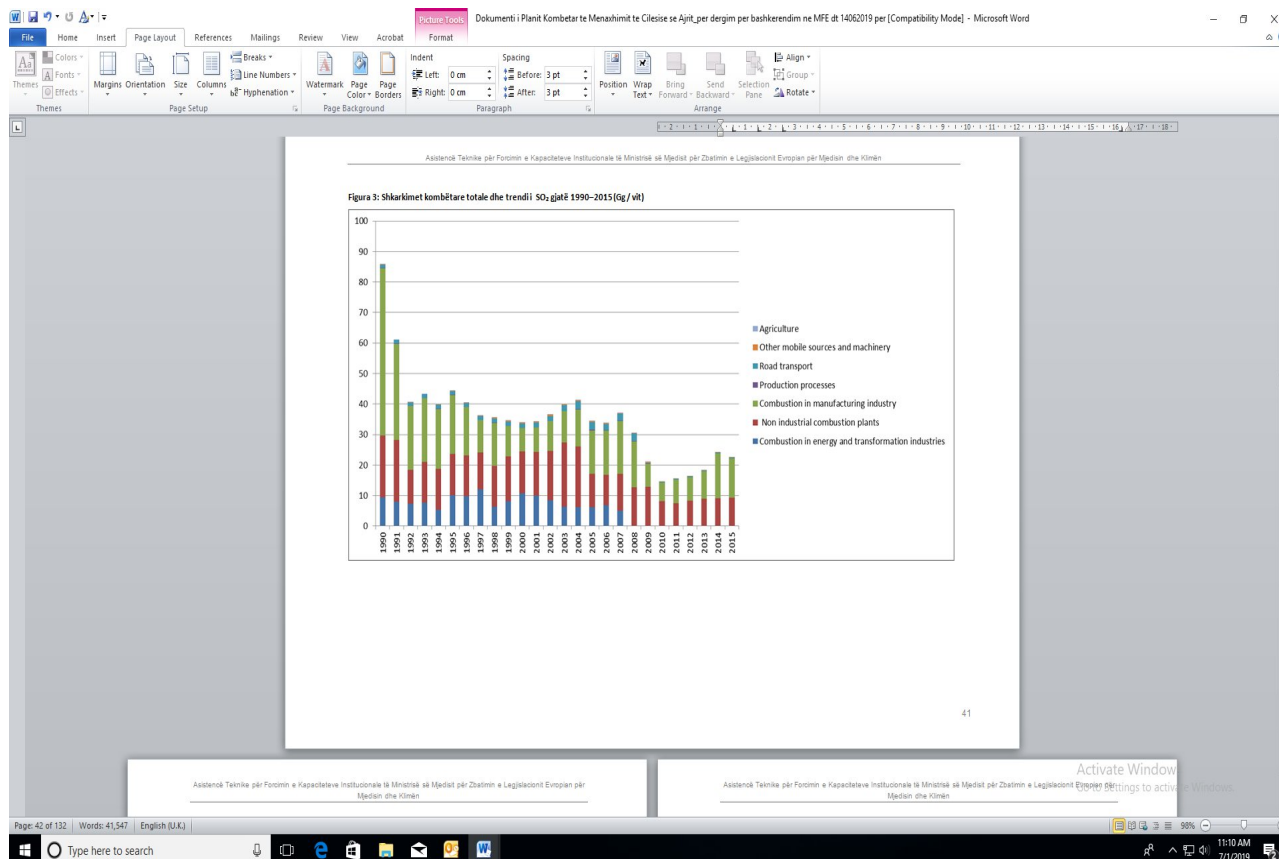 Picture Tools
Dokumenti i Planit Kombetar te Menaxhimit te Cilesise se Ajrit_per dergim per bashkerendim ne MFE dt 14062019 per [Compatibility Mode] - Microsoft Word
File Home Insert Page Layout References Mailings Review View Acrobat Format
Themes
Colors
Fonts
Effects
Themes
Margins
Orientation
Size
Columns
Breaks
Line Numbers
Hyphenation
Page Setup
Watermark
Page Color
Page Borders
Page Background
Indent
Left: 0 cm
Right: 0 cm
Spacing
Before: 3 pt
After: 3 pt
Paragraph
Position
Wrap Text
Bring Forward
Send Backward
Selection Pane
Align
Group
Rotate
Arrange
Asistencë Teknike për Forcimin e Kapaciteteve Institucionale të Ministrisë së Mjedisit për Zbatimin e Legjislacionit Evropian për Mjedisin dhe Klimën
Figura 3: Shkarkimet kombëtare totale dhe trendi i SO₂ gjatë 1990–2015 (Gg / vit)
100
90
80
70
60
50
40
30
20
10
0
1990 1991 1992 1993 1994 1995 1996 1997 1998 1999 2000 2001 2002 2003 2004 2005 2006 2007 2008 2009 2010 2011 2012 2013 2014 2015
Agriculture
Other mobile sources and machinery
Road transport
Production processes
Combustion in manufacturing industry
Non industrial combustion plants
Combustion in energy and transformation industries
41
Asistencë Teknike për Forcimin e Kapaciteteve Institucionale të Ministrisë së Mjedisit për Zbatimin e Legjislacionit Evropian për
Mjedisin dhe Klimën
Asistencë Teknike për Forcimin e Kapaciteteve Institucionale të Ministrisë së Mjedisit për Zbatimin e Legjislacionit Evropian për
Mjedisin dhe Klimën
Activate Window
Go to Settings to activate Windows.
Page: 42 of 132 Words: 41,547 English (U.K.) 98%
Type here to search
11:10 AM
7/1/2019